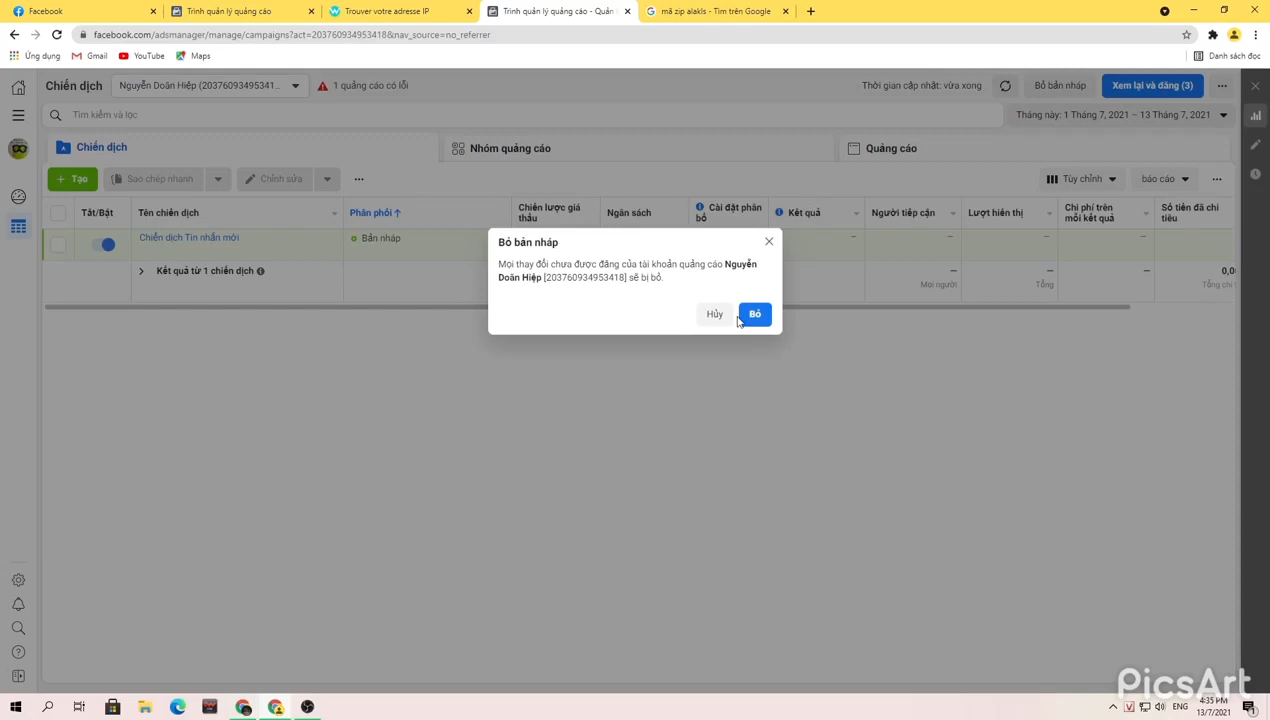 Facebook
Trình quản lý quảng cáo
Trouver votre adresse IP
Trình quản lý quảng cáo - Quản
mã zip alakls - Tìm trên Google
facebook.com/adsmanager/manage/campaigns?act=203760934953418&nav_source=no_referrer
Ứng dụng
Gmail
YouTube
Maps
Danh sách đọc
Chiến dịch
Nguyễn Doãn Hiệp (20376093495341...
1 quảng cáo có lỗi
Thời gian cập nhật: vừa xong
Bỏ bản nháp
Xem lại và đăng (3)
Tìm kiếm và lọc
Tháng này: 1 Tháng 7, 2021 – 13 Tháng 7, 2021
Chiến dịch
Nhóm quảng cáo
Quảng cáo
+ Tạo
Sao chép nhanh
Chỉnh sửa
Tùy chỉnh
báo cáo
Tắt/Bật
Tên chiến dịch
Phân phối ↑
Chiến lược giá thầu
Ngân sách
Cài đặt phân bổ
Kết quả
Người tiếp cận
Lượt hiển thị
Chi phí trên mỗi kết quả
Số tiền đã chi tiêu
Chiến dịch Tin nhắn mới
Bản nháp
–
–
–
–
Kết quả từ 1 chiến dịch
—
—
—
0,0
Mọi người
Tổng
Tổng chi t
Bỏ bản nháp
Mọi thay đổi chưa được đăng của tài khoản quảng cáo Nguyễn
Doãn Hiệp [203760934953418] sẽ bị bỏ.
Hủy
Bỏ
PicsArt
ENG
4:35 PM
13/7/2021